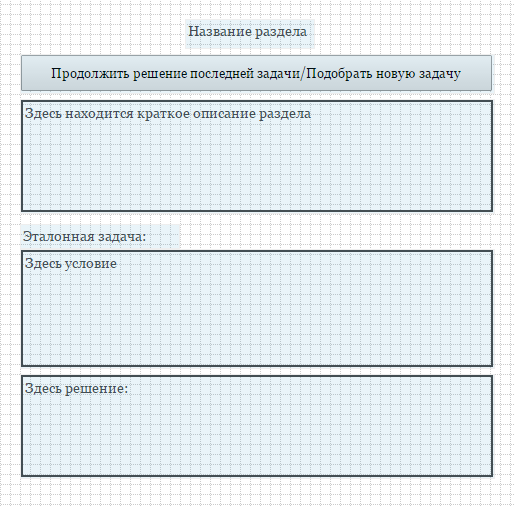 Название раздела
Продолжить решение последней задачи/Подобрать новую задачу
Здесь находится краткое описание раздела
Эталонная задача:
Здесь условие
Здесь решение: